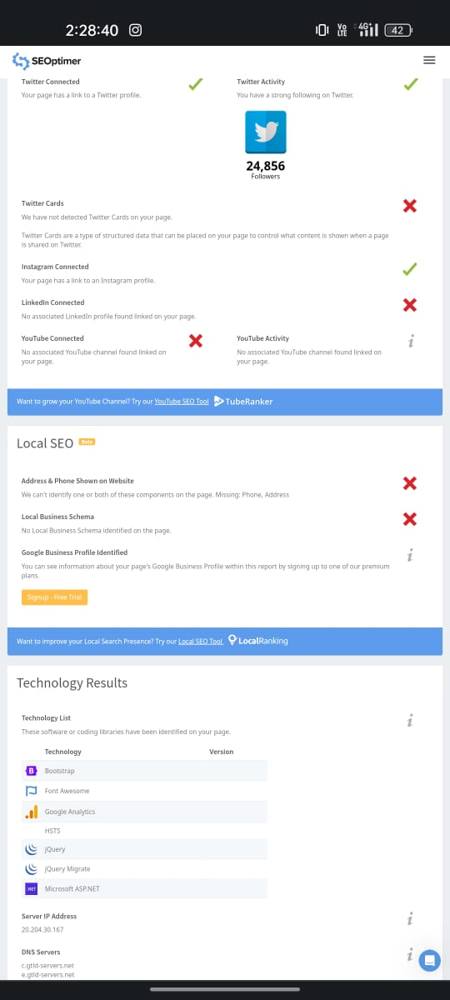 2:28:40
Vo LTE 4G+ 42
SEOptimer
Twitter Connected
Your page has a link to a Twitter profile.
Twitter Activity
You have a strong following on Twitter.
24,856
Followers
Twitter Cards
We have not detected Twitter Cards on your page.
Twitter Cards are a type of structured data that can be placed on your page to control what content is shown when a page
is shared on Twitter.
Instagram Connected
Your page has a link to an Instagram profile.
LinkedIn Connected
No associated LinkedIn profile found linked on your page.
YouTube Connected
No associated YouTube channel found linked on
your page.
YouTube Activity
No associated YouTube channel found linked on
your page.
Want to grow your YouTube Channel? Try our YouTube SEO Tool TubeRanker
Local SEO Beta
Address & Phone Shown on Website
We can't identify one or both of these components on the page. Missing: Phone, Address
Local Business Schema
No Local Business Schema identified on the page.
Google Business Profile Identified
You can see information about your page's Google Business Profile within this report by signing up to one of our premium
plans.
Signup - Free Trial
Want to improve your Local Search Presence? Try our Local SEO Tool LocalRanking
Technology Results
Technology List
These software or coding libraries have been identified on your page.
Technology Version
B Bootstrap
Font Awesome
Google Analytics
HSTS
jQuery
jQuery Migrate
.NET Microsoft ASP.NET
Server IP Address
20.204.30.167
DNS Servers
c.gtld-servers.net
e.gtld-servers.net